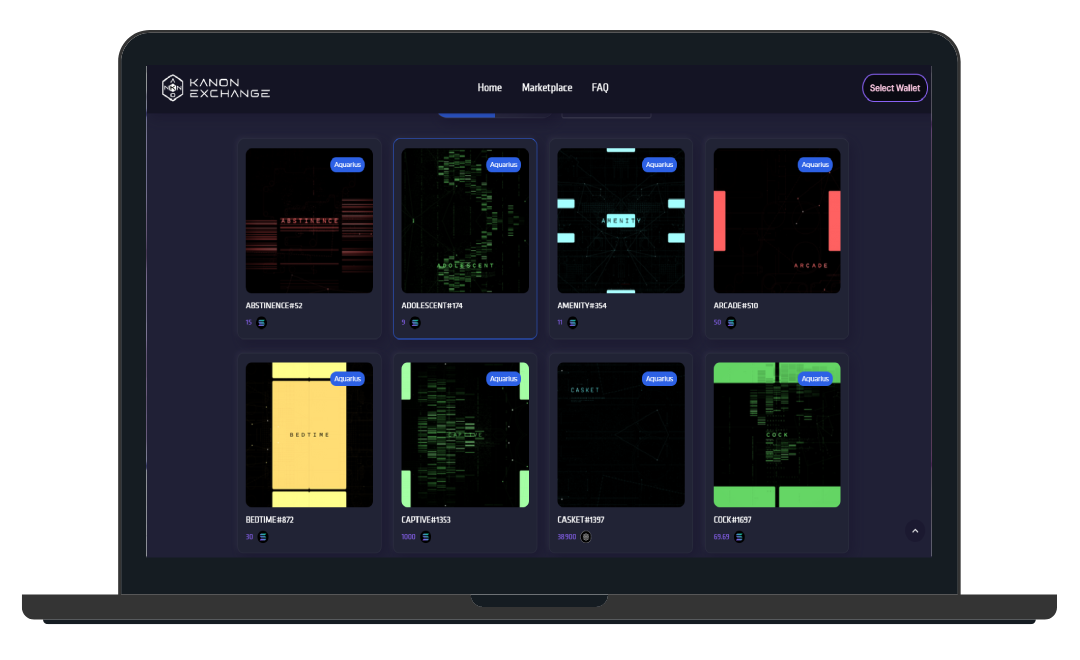 KANON
EXCHANGE
Home
Marketplace
FAQ
Select Wallet
Aquarius
ABSTINENCE
ABSTINENCE#52
15
Aquarius
ADOLESCENT
ADOLESCENT#174
9
Aquarius
AMENITY
AMENITY#354
11
Aquarius
ARCADE
ARCADE#510
50
Aquarius
BEDTIME
BEDTIME#872
30
Aquarius
CAPTIVE
CAPTIVE#1353
1000
Aquarius
CASKET
CASKET#1397
38900
Aquarius
COCK
COCK#1697
69.69